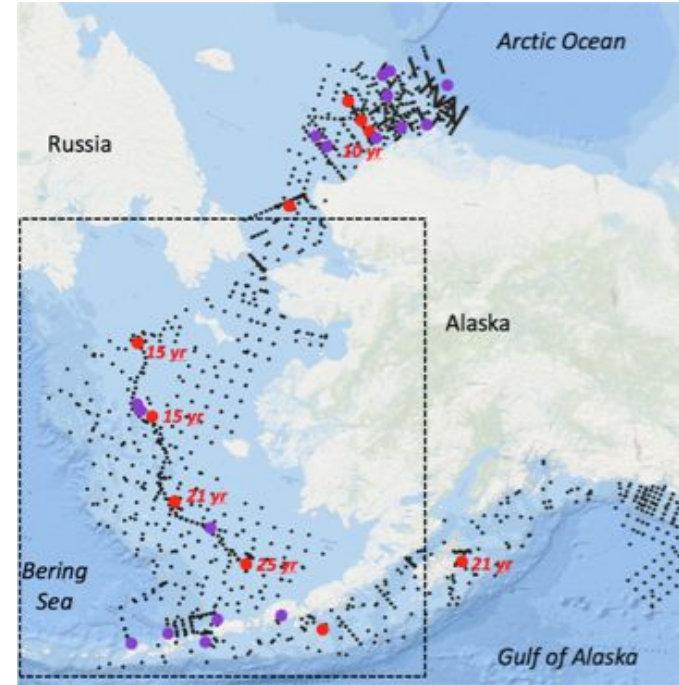 Arctic Ocean
Russia
10 yr
Alaska
15 yr
15 yr
21 yr
25 yr
21 yr
Bering
Sea
Gulf of Alaska